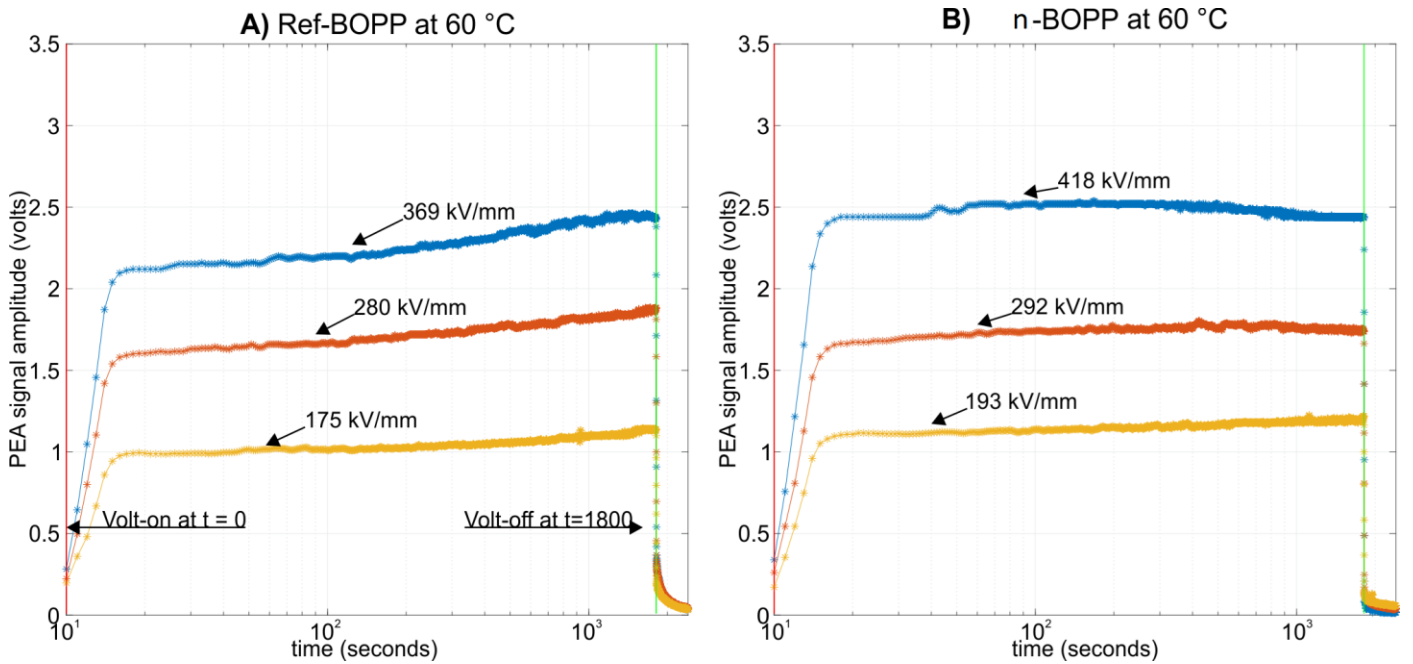 A) Ref-BOPP at 60 °C
3.5
3
2.5
2
1.5
1
0.5
0
PEA signal amplitude (volts)
369 kV/mm
280 kV/mm
175 kV/mm
Volt-on at t = 0
Volt-off at t=1800
10¹
10²
10³
time (seconds)
B) n-BOPP at 60 °C
3.5
3
2.5
2
1.5
1
0.5
0
PEA signal amplitude (volts)
418 kV/mm
292 kV/mm
193 kV/mm
10¹
10²
10³
time (seconds)